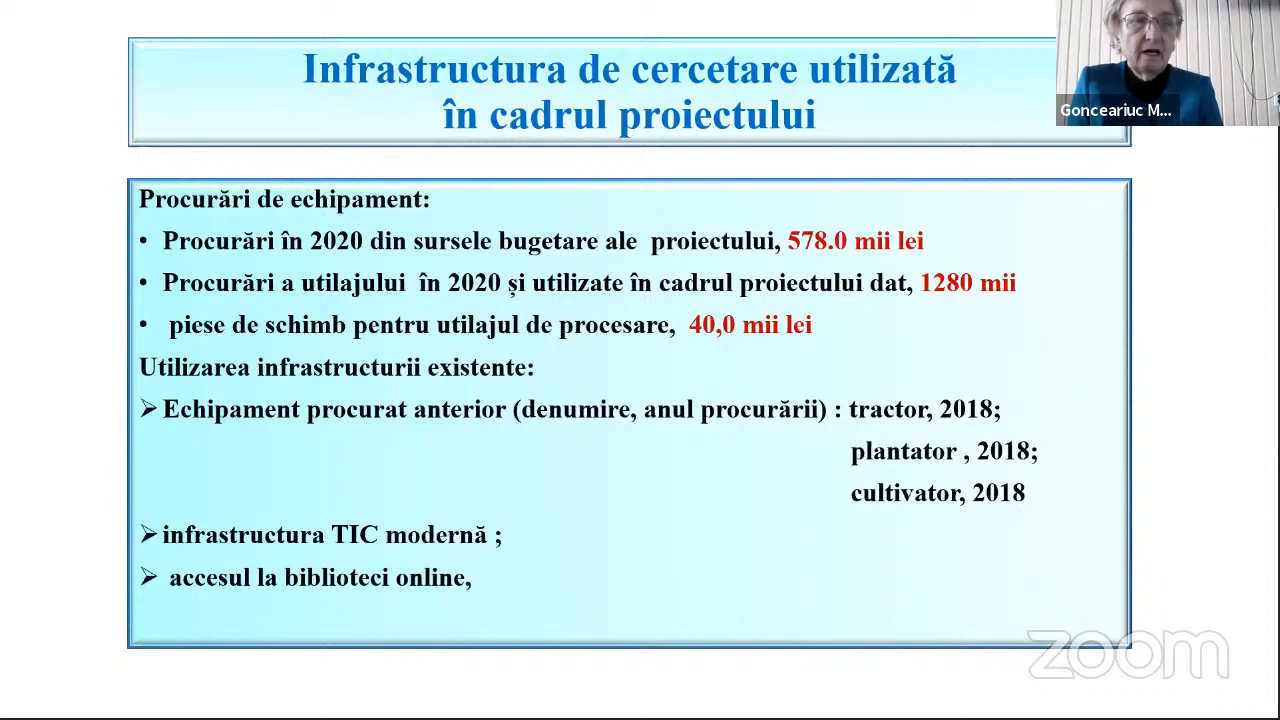 Infrastructura de cercetare utilizată
în cadrul proiectului
Gonceariuc M...
Procurări de echipament:
• Procurări în 2020 din sursele bugetare ale proiectului, 578.0 mii lei
• Procurări a utilajului în 2020 și utilizate în cadrul proiectului dat, 1280 mii
• piese de schimb pentru utilajul de procesare, 40,0 mii lei
Utilizarea infrastructurii existente:
➢ Echipament procurat anterior (denumire, anul procurării) : tractor, 2018;
plantator , 2018;
cultivator, 2018
➢ infrastructura TIC modernă ;
➢ accesul la biblioteci online,
zoom